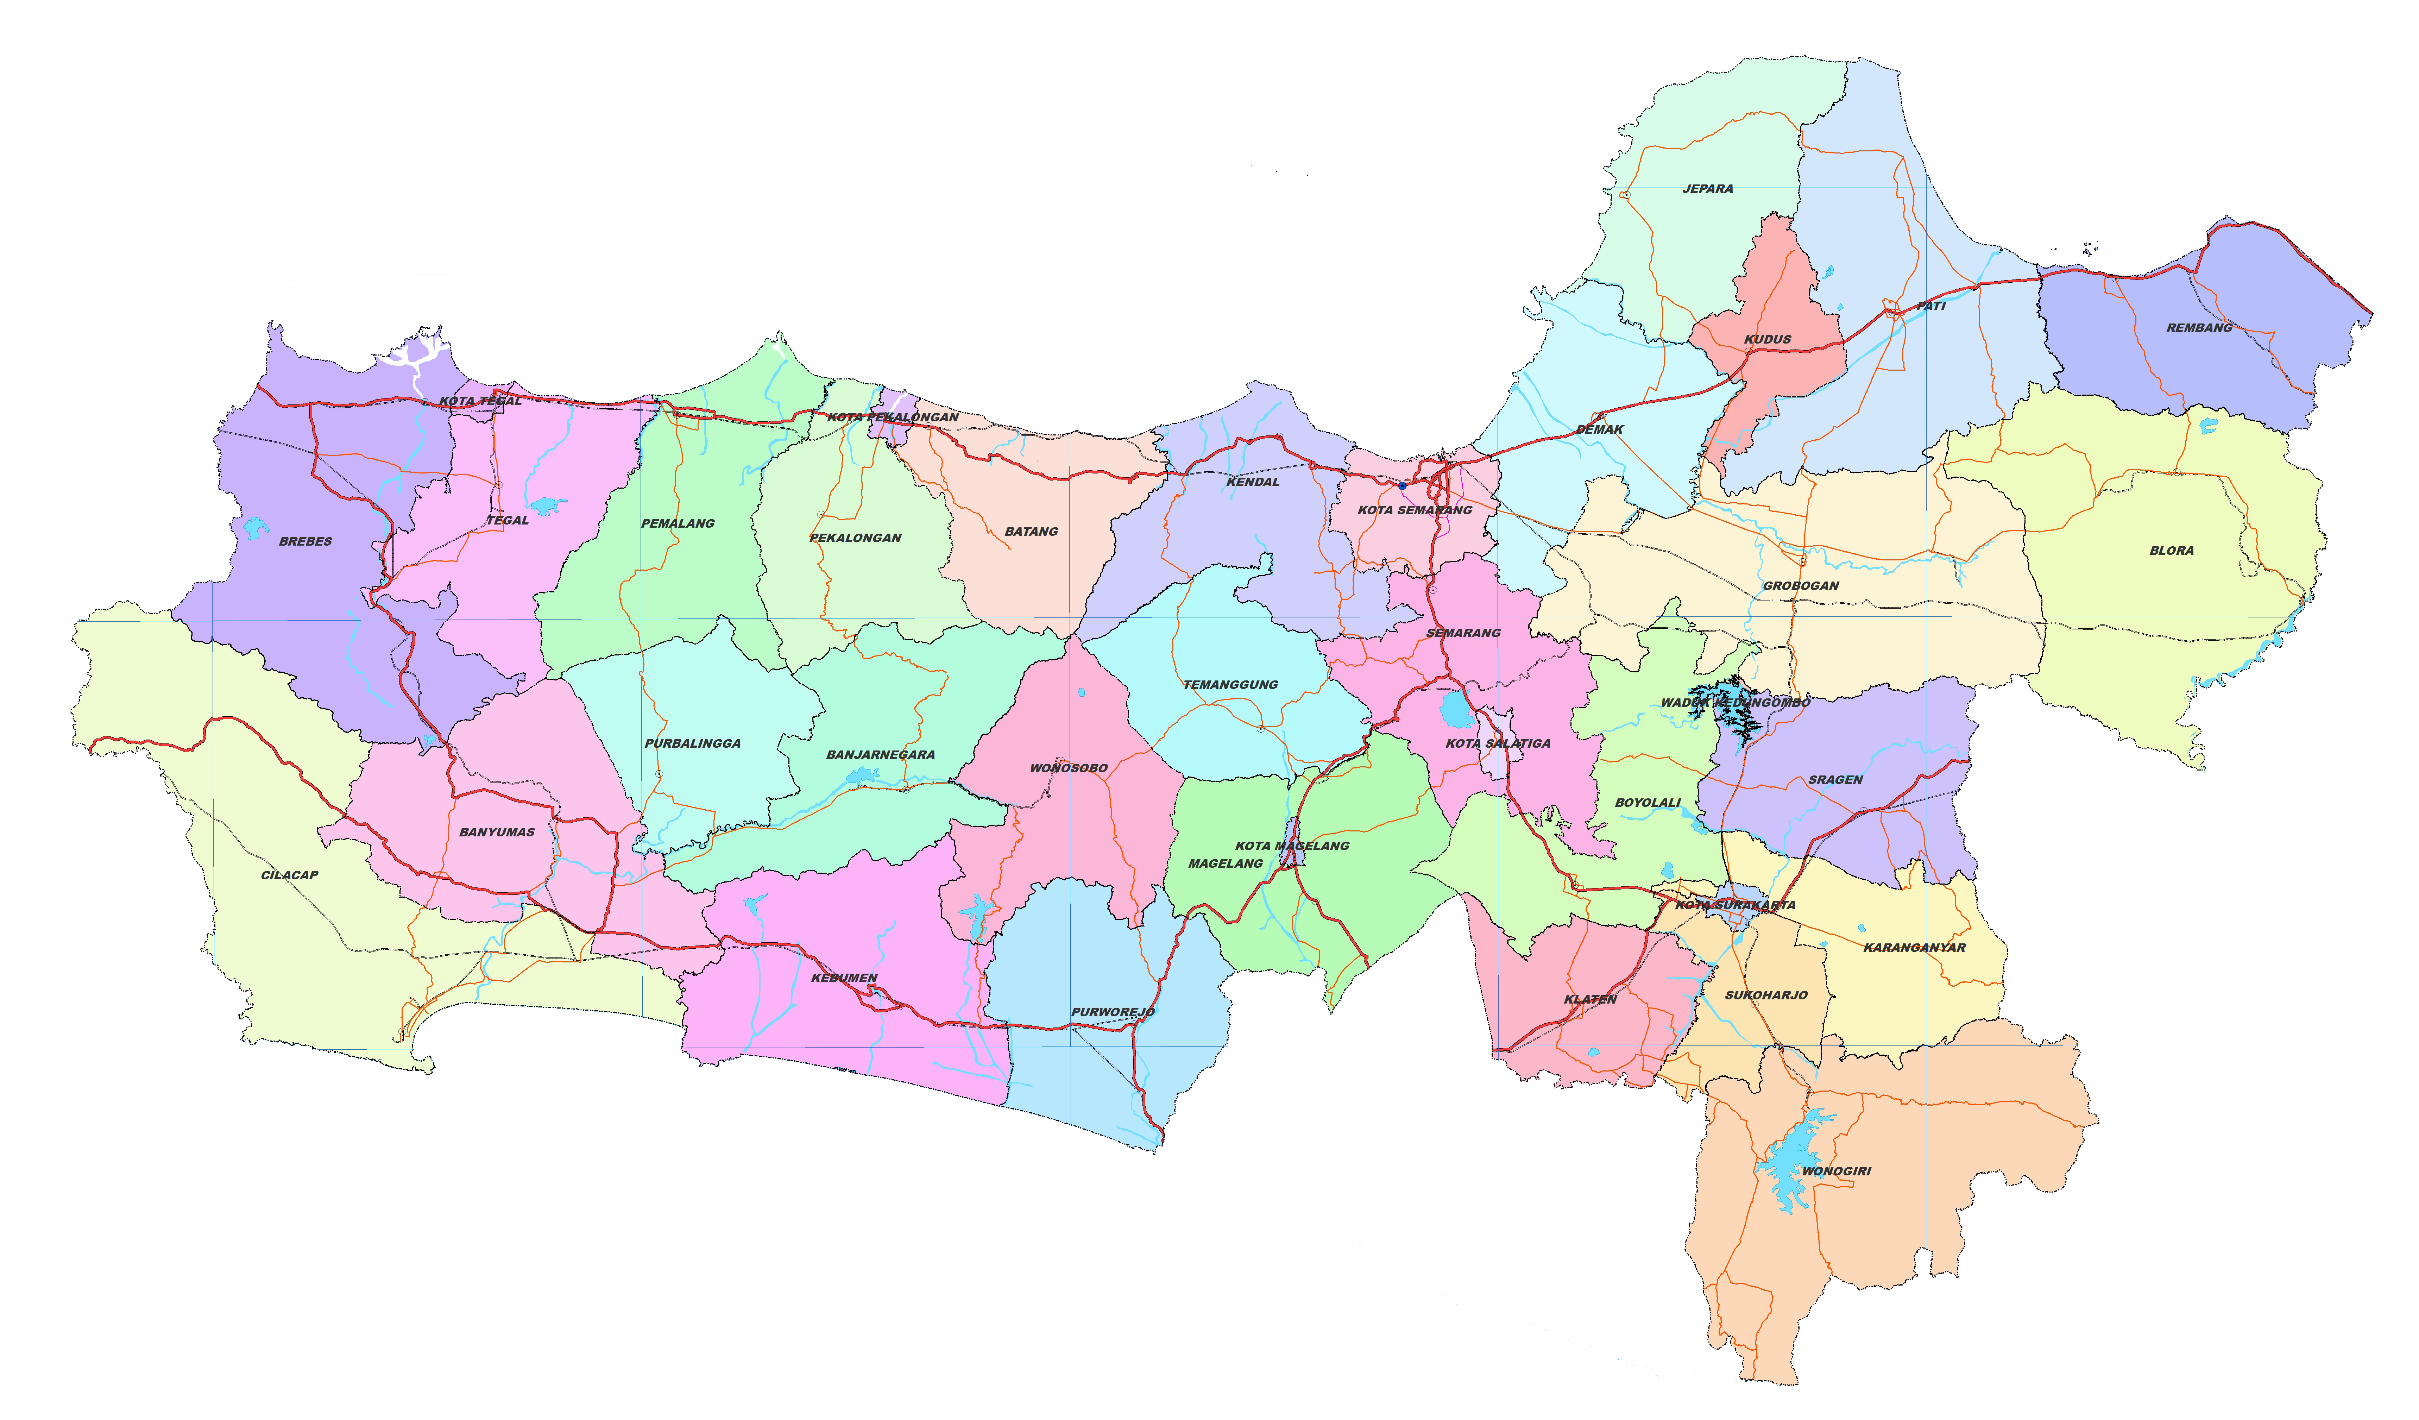 JEPARA
PATI
REMBANG
KUDUS
KOTA TEGAL
KOTA PEKALONGAN
DEMAK
KENDAL
KOTA SEMARANG
TEGAL
PEMALANG
BATANG
PEKALONGAN
BREBES
BLORA
GROBOGAN
SEMARANG
TEMANGGUNG
WADUK KEDUNGOMBO
PURBALINGGA
KOTA SALATIGA
BANJARNEGARA
WONOSOBO
SRAGEN
BOYOLALI
BANYUMAS
KOTA MAGELANG
MAGELANG
CILACAP
KOTA SURAKARTA
KARANGANYAR
KEBUMEN
SUKOHARJO
KLATEN
PURWOREJO
WONOGIRI